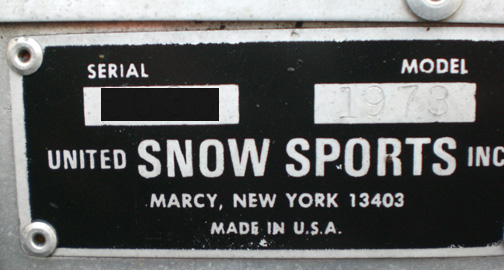 SERIAL MODEL
1978
UNITED SNOW SPORTS INC
MARCY, NEW YORK 13403
MADE IN U.S.A.